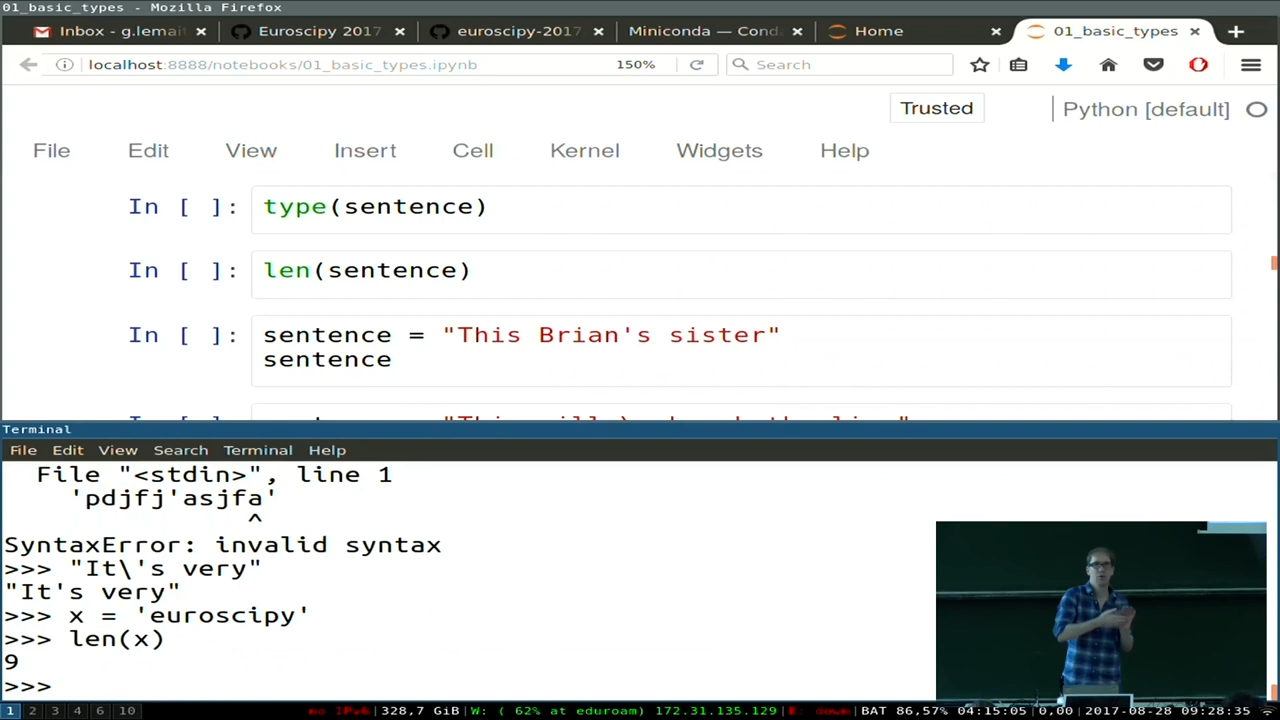 01_basic_types - Mozilla Firefox
Inbox - g.lemait
Euroscipy 2017
euroscipy-2017
Miniconda — Cond
Home
01_basic_types
localhost:8888/notebooks/01_basic_types.ipynb
150%
Search
Trusted
Python [default]
File Edit View Insert Cell Kernel Widgets Help
In [ ]: type(sentence)
In [ ]: len(sentence)
In [ ]: sentence = "This Brian's sister"
sentence
Terminal
File Edit View Search Terminal Help
File "<stdin>", line 1
'pdjfj'asjfa'
^
SyntaxError: invalid syntax
>>> "It\'s very"
"It's very"
>>> x = 'euroscipy'
>>> len(x)
9
>>>
1 2 3 4 6 10
no IPv6|328,7 GiB|W: ( 62% at eduroam) 172.31.135.129|E: down|BAT 86,57% 04:15:05|0,00|2017-08-28 09:28:35